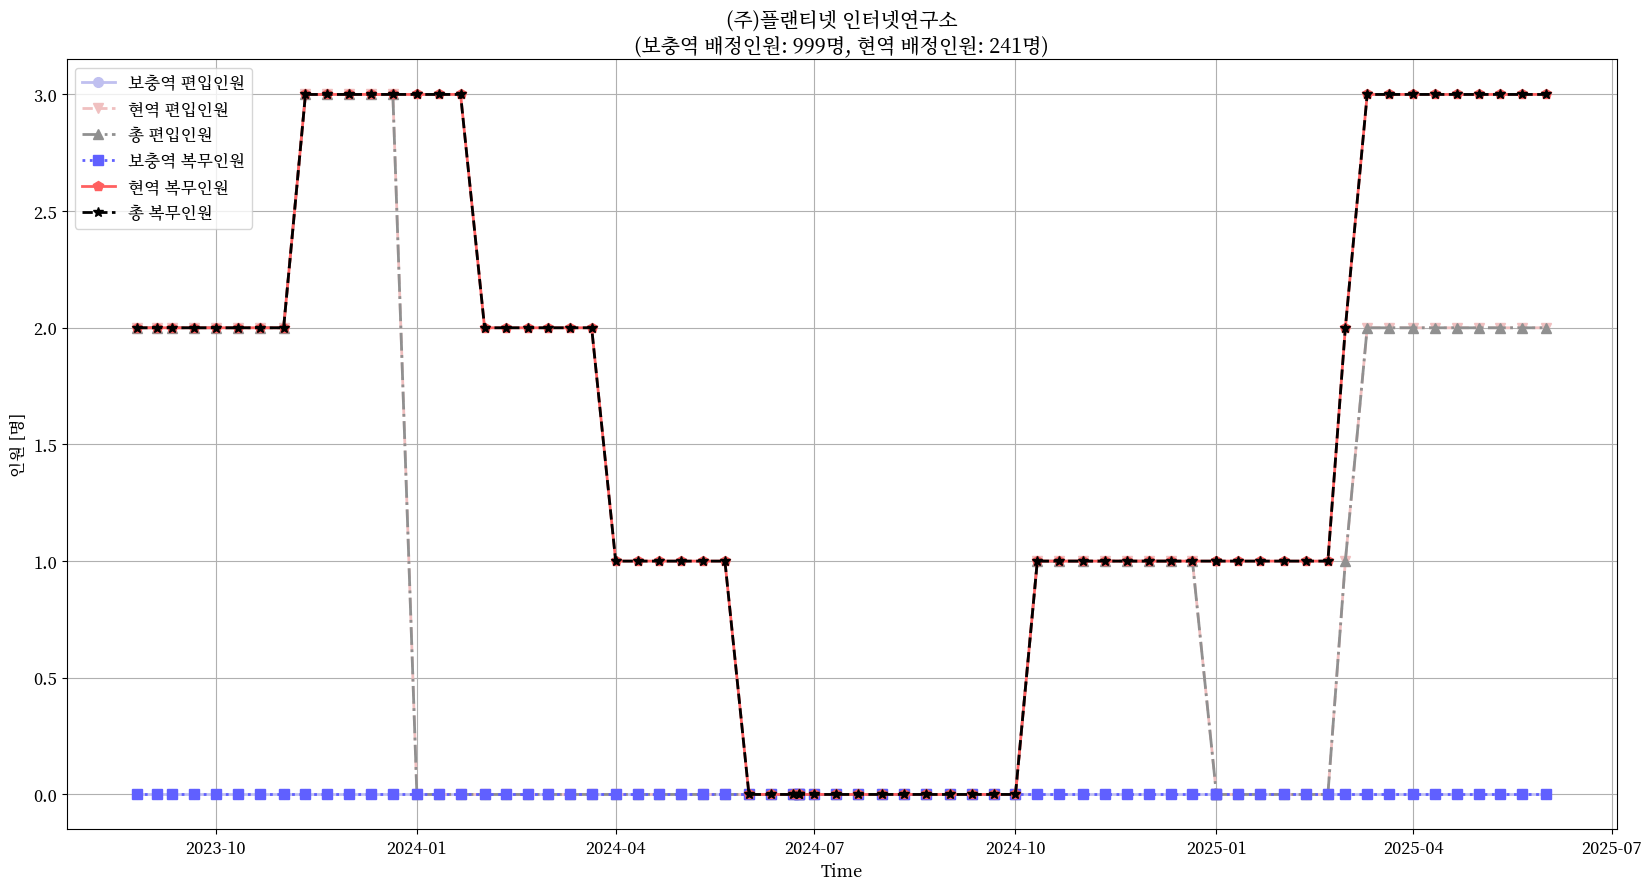 (주)플랜티넷 인터넷연구소
(보충역 배정인원: 999명, 현역 배정인원: 241명)
보충역 편입인원
현역 편입인원
총 편입인원
보충역 복무인원
현역 복무인원
총 복무인원
인원 [명]
3.0
2.5
2.0
1.5
1.0
0.5
0.0
2023-10
2024-01
2024-04
2024-07
2024-10
2025-01
2025-04
2025-07
Time